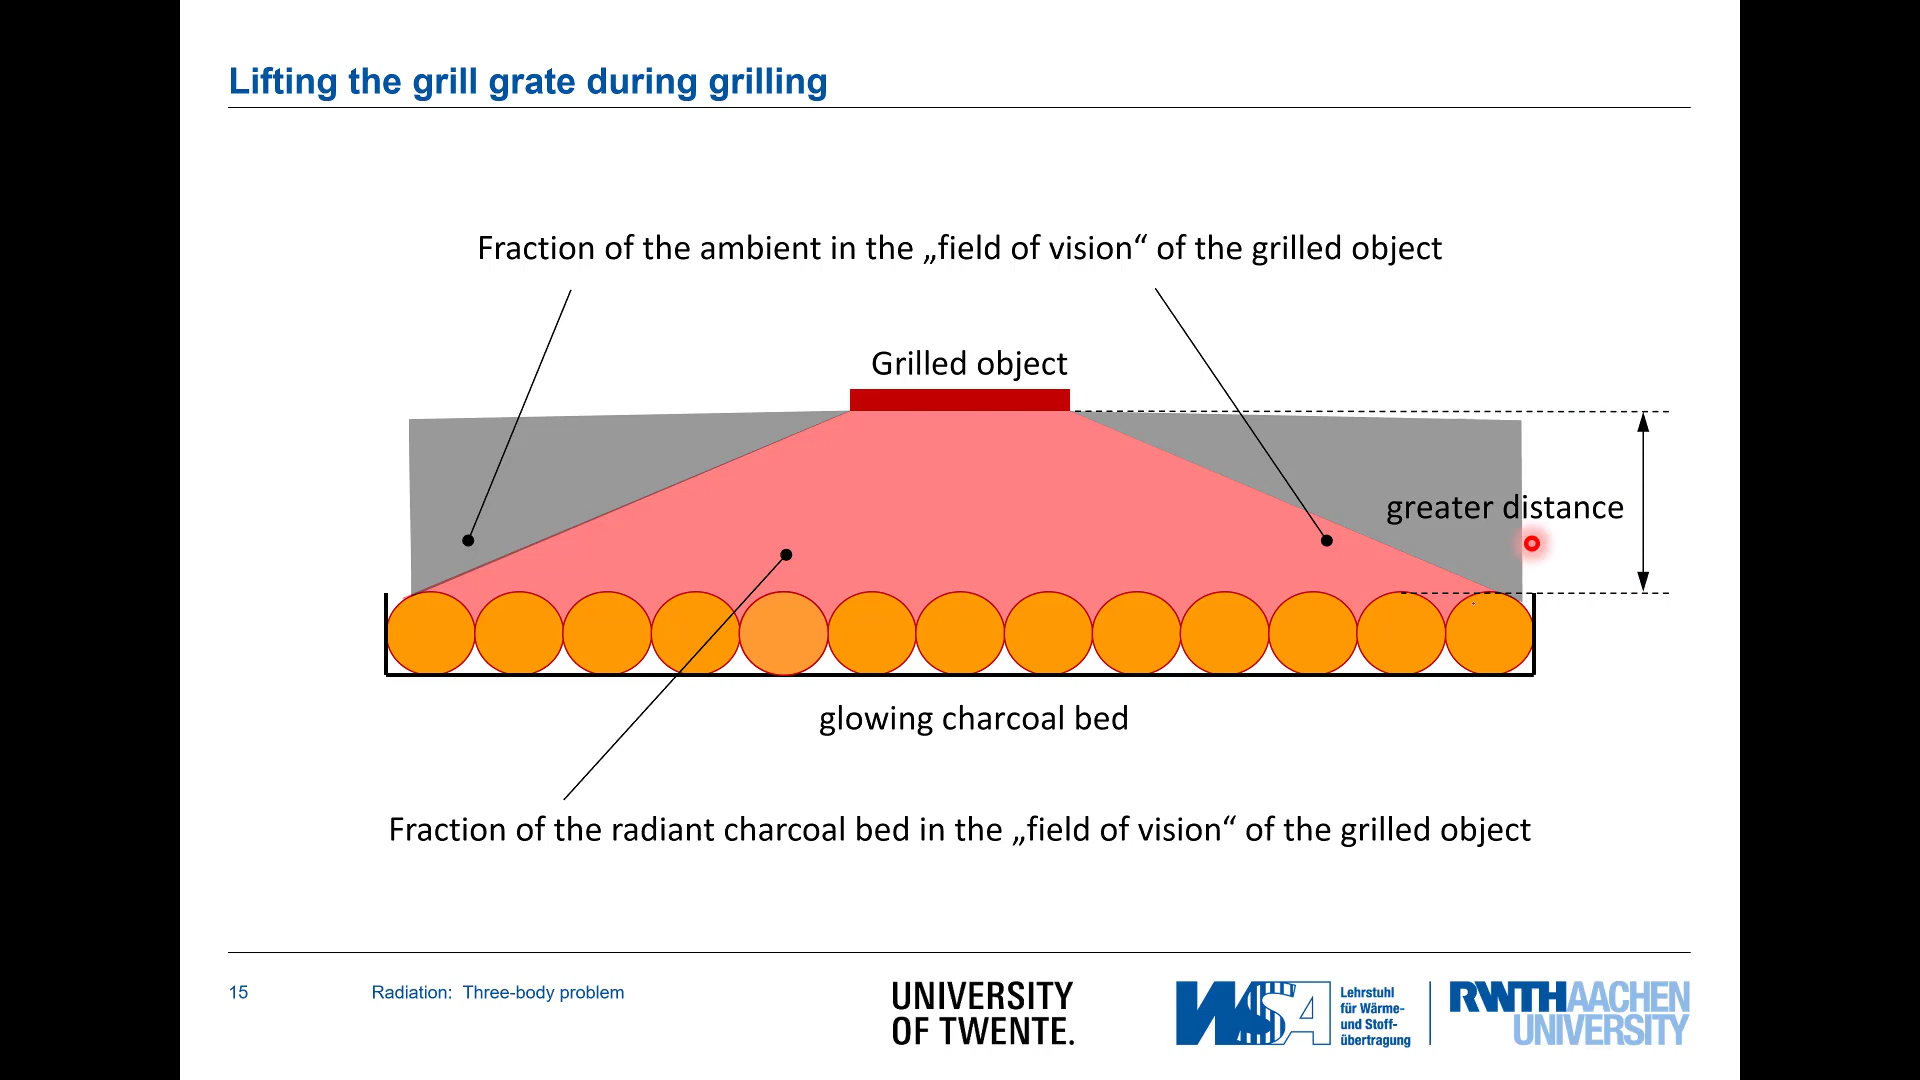 Lifting the grill grate during grilling
Fraction of the ambient in the „field of vision“ of the grilled object
Grilled object
greater distance
glowing charcoal bed
Fraction of the radiant charcoal bed in the „field of vision“ of the grilled object
15
Radiation: Three-body problem
UNIVERSITY
OF TWENTE.
WSA
Lehrstuhl
für Wärme-
und Stoff-
übertragung
RWTHAACHEN
UNIVERSITY